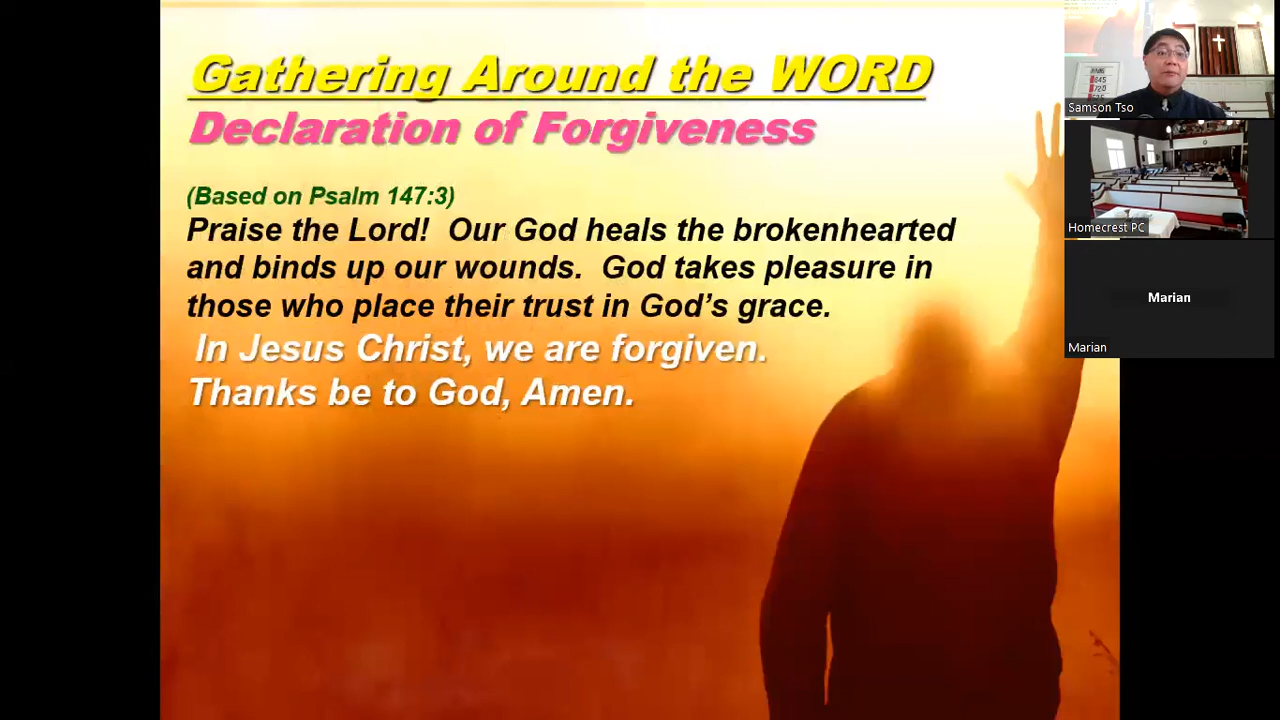 Gathering Around the WORD
Declaration of Forgiveness
(Based on Psalm 147:3)
Praise the Lord!  Our God heals the brokenhearted
and binds up our wounds.  God takes pleasure in
those who place their trust in God's grace.
In Jesus Christ, we are forgiven.
Thanks be to God, Amen.
645
720
Samson Tso
Homecrest PC
Marian
Marian